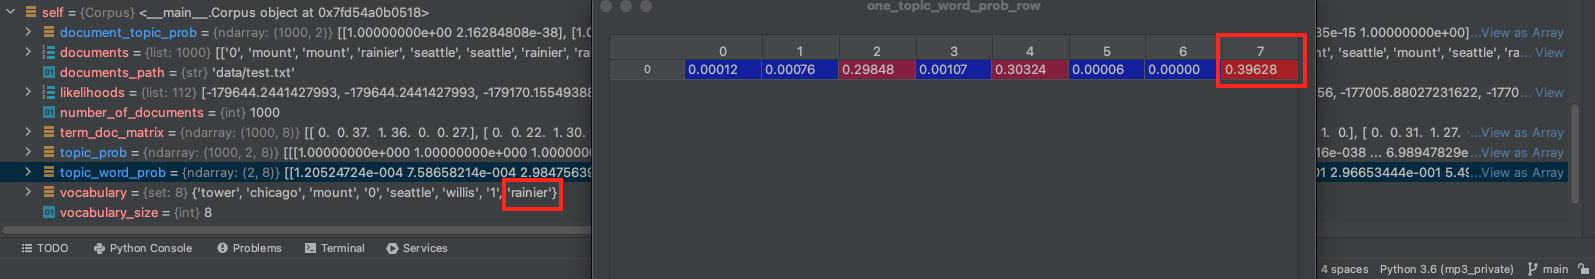 self = {Corpus} <__main__.Corpus object at 0x7fd54a0b0518>
document_topic_prob = {ndarray: (1000, 2)} [[1.00000000e+00 2.16284808e-38], [1.0
documents = {list: 1000} [['0', 'mount', 'mount', 'rainier', 'seattle', 'seattle', 'rainier', 'rai
documents_path = {str} 'data/test.txt'
likelihoods = {list: 112} [-179644.2441427993, -179644.2441427993, -179170.15549388
number_of_documents = {int} 1000
term_doc_matrix = {ndarray: (1000, 8)} [[ 0. 0. 37. 1. 36. 0. 0. 27.], [ 0. 0. 22. 1. 30.
topic_prob = {ndarray: (1000, 2, 8)} [[[1.00000000e+000 1.00000000e+000 1.000000
topic_word_prob = {ndarray: (2, 8)} [[1.20524724e-004 7.58658214e-004 2.98475639
vocabulary = {set: 8} {'tower', 'chicago', 'mount', '0', 'seattle', 'willis', '1', 'rainier'}
vocabulary_size = {int} 8
one_topic_word_prob_row
0 1 2 3 4 5 6 7
0 0.00012 0.00076 0.29848 0.00107 0.30324 0.00006 0.00000 0.39628
85e-15 1.00000000e+00] ...View as Array
nt', 'seattle', 'mount', 'seattle', 'ra... View
56, -177005.88027231622, -1770... View
1. 0.], [ 0. 0. 31. 1. 27. ...View as Array
16e-038 ... 6.98947829e...View as Array
01 2.96653444e-001 5.49...View as Array
TODO
Python Console
Problems
Terminal
Services
4 spaces
Python 3.6 (mp3_private)
main